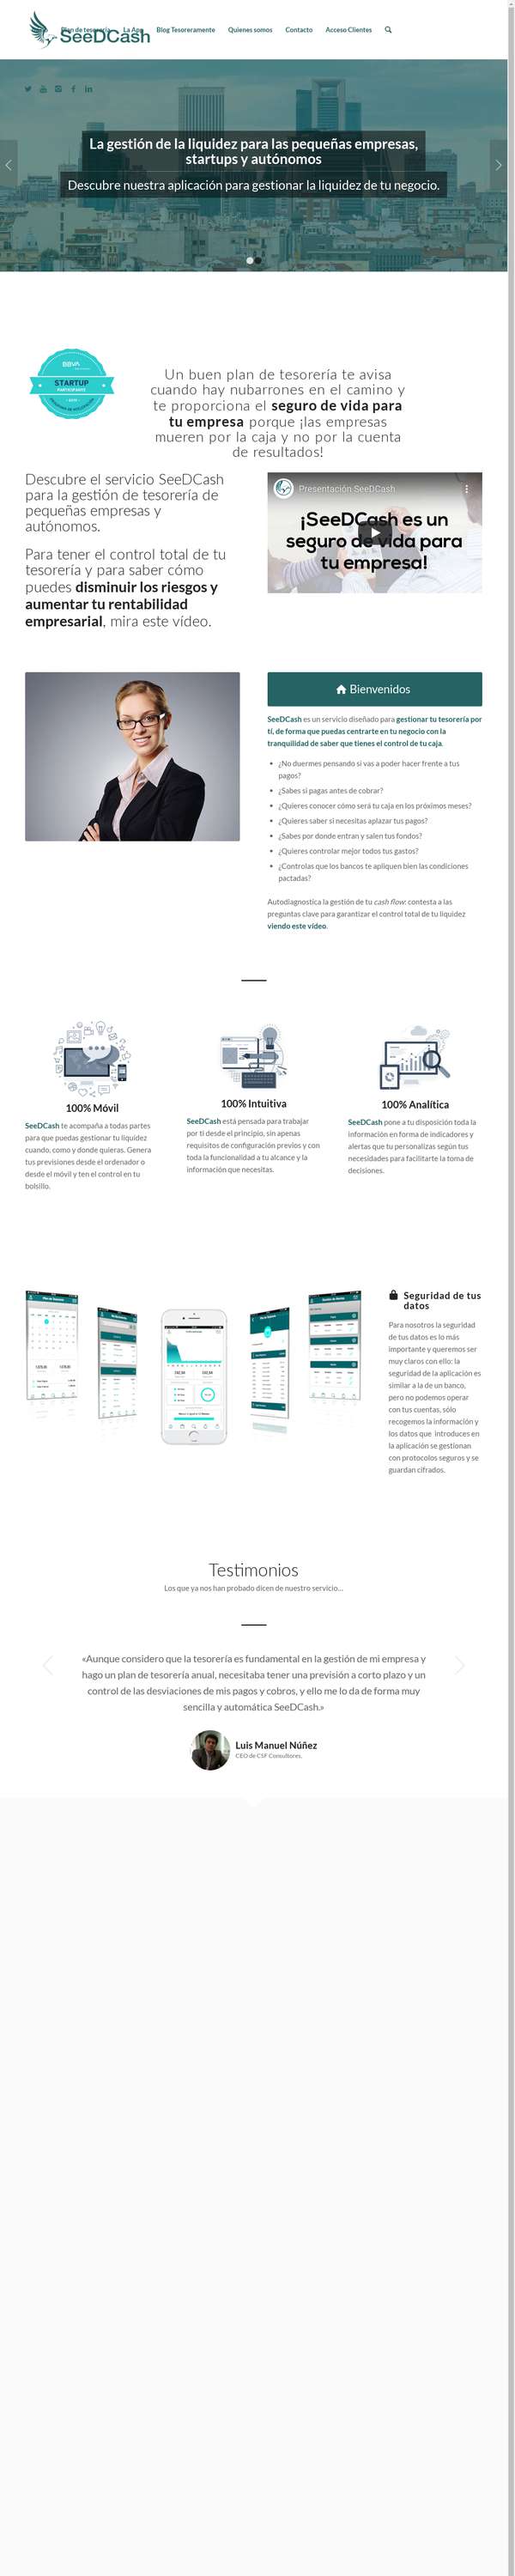 SeeDCash
Plan de tesorería La App Blog Tesoreramente Quienes somos Contacto Acceso Clientes
La gestión de la liquidez para las pequeñas empresas,
startups y autónomos
Descubre nuestra aplicación para gestionar la liquidez de tu negocio.
BBVA
STARTUP
PARTICIPANTE
Un buen plan de tesorería te avisa
cuando hay nubarrones en el camino y
te proporciona el seguro de vida para
tu empresa porque ¡las empresas
mueren por la caja y no por la cuenta
de resultados!
Descubre el servicio SeeDCash
para la gestión de tesorería de
pequeñas empresas y
autónomos.
Para tener el control total de tu
tesorería y para saber cómo
puedes disminuir los riesgos y
aumentar tu rentabilidad
empresarial, mira este vídeo.
Presentación SeeDCash
¡SeeDCash es un
seguro de vida para
tu empresa!
Bienvenidos
SeeDCash es un servicio diseñado para gestionar tu tesorería por
ti, de forma que puedas centrarte en tu negocio con la
tranquilidad de saber que tienes el control de tu caja.
¿No duermes pensando si vas a poder hacer frente a tus
pagos?
¿Sabes si pagas antes de cobrar?
¿Quieres conocer cómo será tu caja en los próximos meses?
¿Quieres saber si necesitas aplazar tus pagos?
¿Sabes por donde entran y salen tus fondos?
¿Quieres controlar mejor todos tus gastos?
¿Controlas que los bancos te apliquen bien las condiciones
pactadas?
Autodiagnostica la gestión de tu cash flow: contesta a las
preguntas clave para garantizar el control total de tu liquidez
viendo este vídeo.
100% Móvil
SeeDCash te acompaña a todas partes
para que puedas gestionar tu liquidez
cuando, como y donde quieras. Genera
tus previsiones desde el ordenador o
desde el móvil y ten el control en tu
bolsillo.
100% Intuitiva
SeeDCash está pensada para trabajar
por ti desde el principio, sin apenas
requisitos de configuración previos y con
toda la funcionalidad a tu alcance y la
información que necesitas.
100% Analítica
SeeDCash pone a tu disposición toda la
información en forma de indicadores y
alertas que tu personalizas según tus
necesidades para facilitarte la toma de
decisiones.
Seguridad de tus
datos
Para nosotros la seguridad
de tus datos es lo más
importante y queremos ser
muy claros con ello: la
seguridad de la aplicación es
similar a la de un banco,
pero no podemos operar
con tus cuentas, sólo
recogemos la información y
los datos que introduces en
la aplicación se gestionan
con protocolos seguros y se
guardan cifrados.
Testimonios
Los que ya nos han probado dicen de nuestro servicio...
«Aunque considero que la tesorería es fundamental en la gestión de mi empresa y
hago un plan de tesorería anual, necesitaba tener una previsión a corto plazo y un
control de las desviaciones de mis pagos y cobros, y ello me lo da de forma muy
sencilla y automática SeeDCash.»
Luis Manuel Núñez
CEO de CSF Consultores.